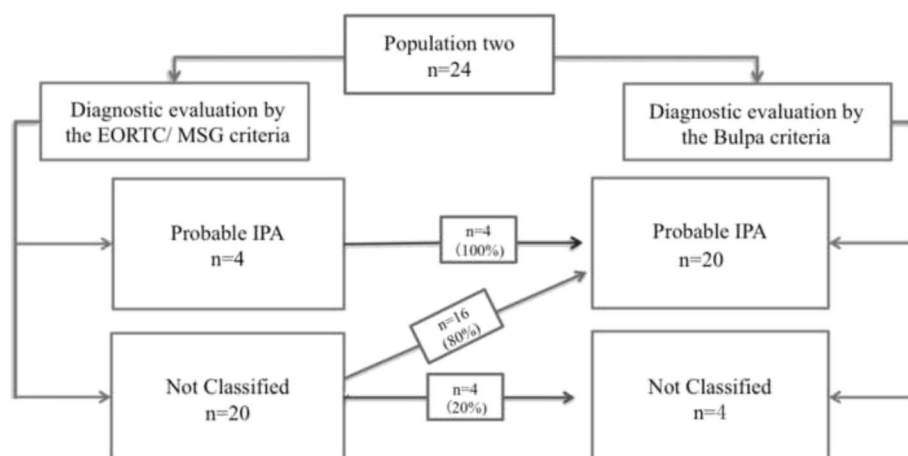 Population two
n=24
Diagnostic evaluation by
the EORTC/ MSG criteria
Diagnostic evaluation by
the Bulpa criteria
Probable IPA
n=4
n=4
(100%)
Probable IPA
n=20
n=16
(80%)
Not Classified
n=20
n=4
(20%)
Not Classified
n=4